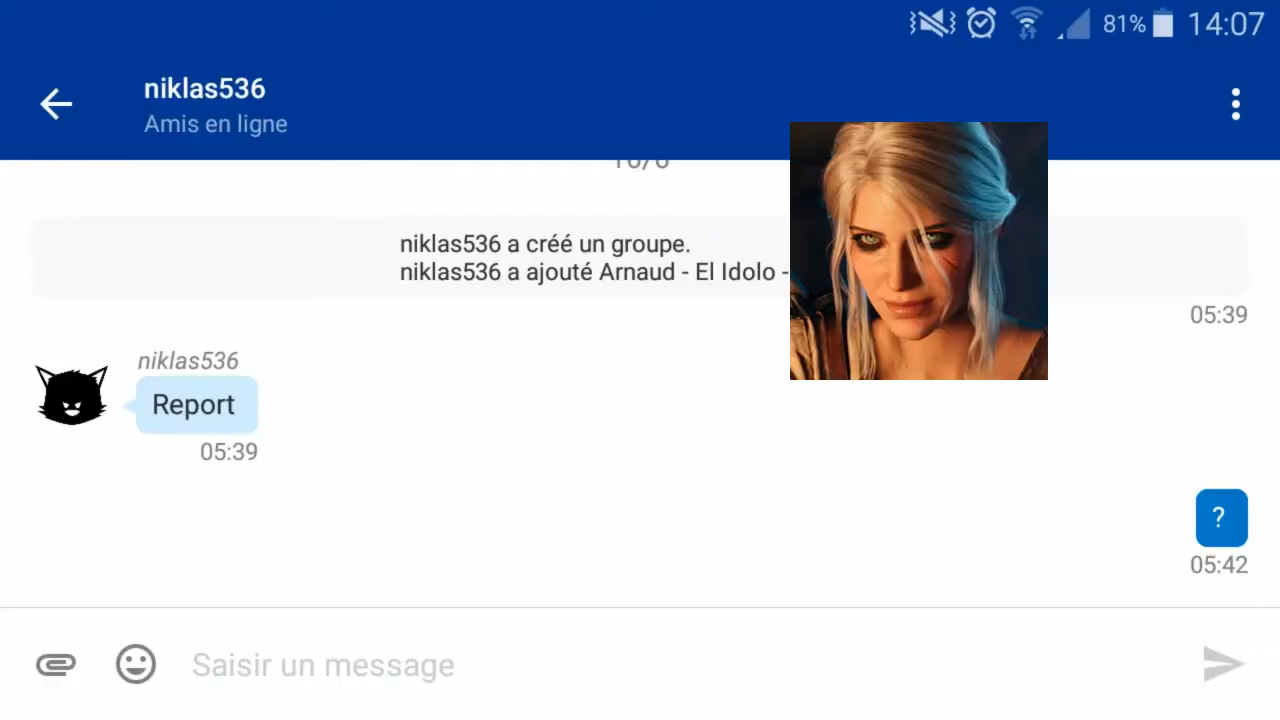 81% 14:07
niklas536
Amis en ligne
niklas536 a créé un groupe.
niklas536 a ajouté Arnaud - El Idolo -
05:39
niklas536
Report
05:39
?
05:42
Saisir un message